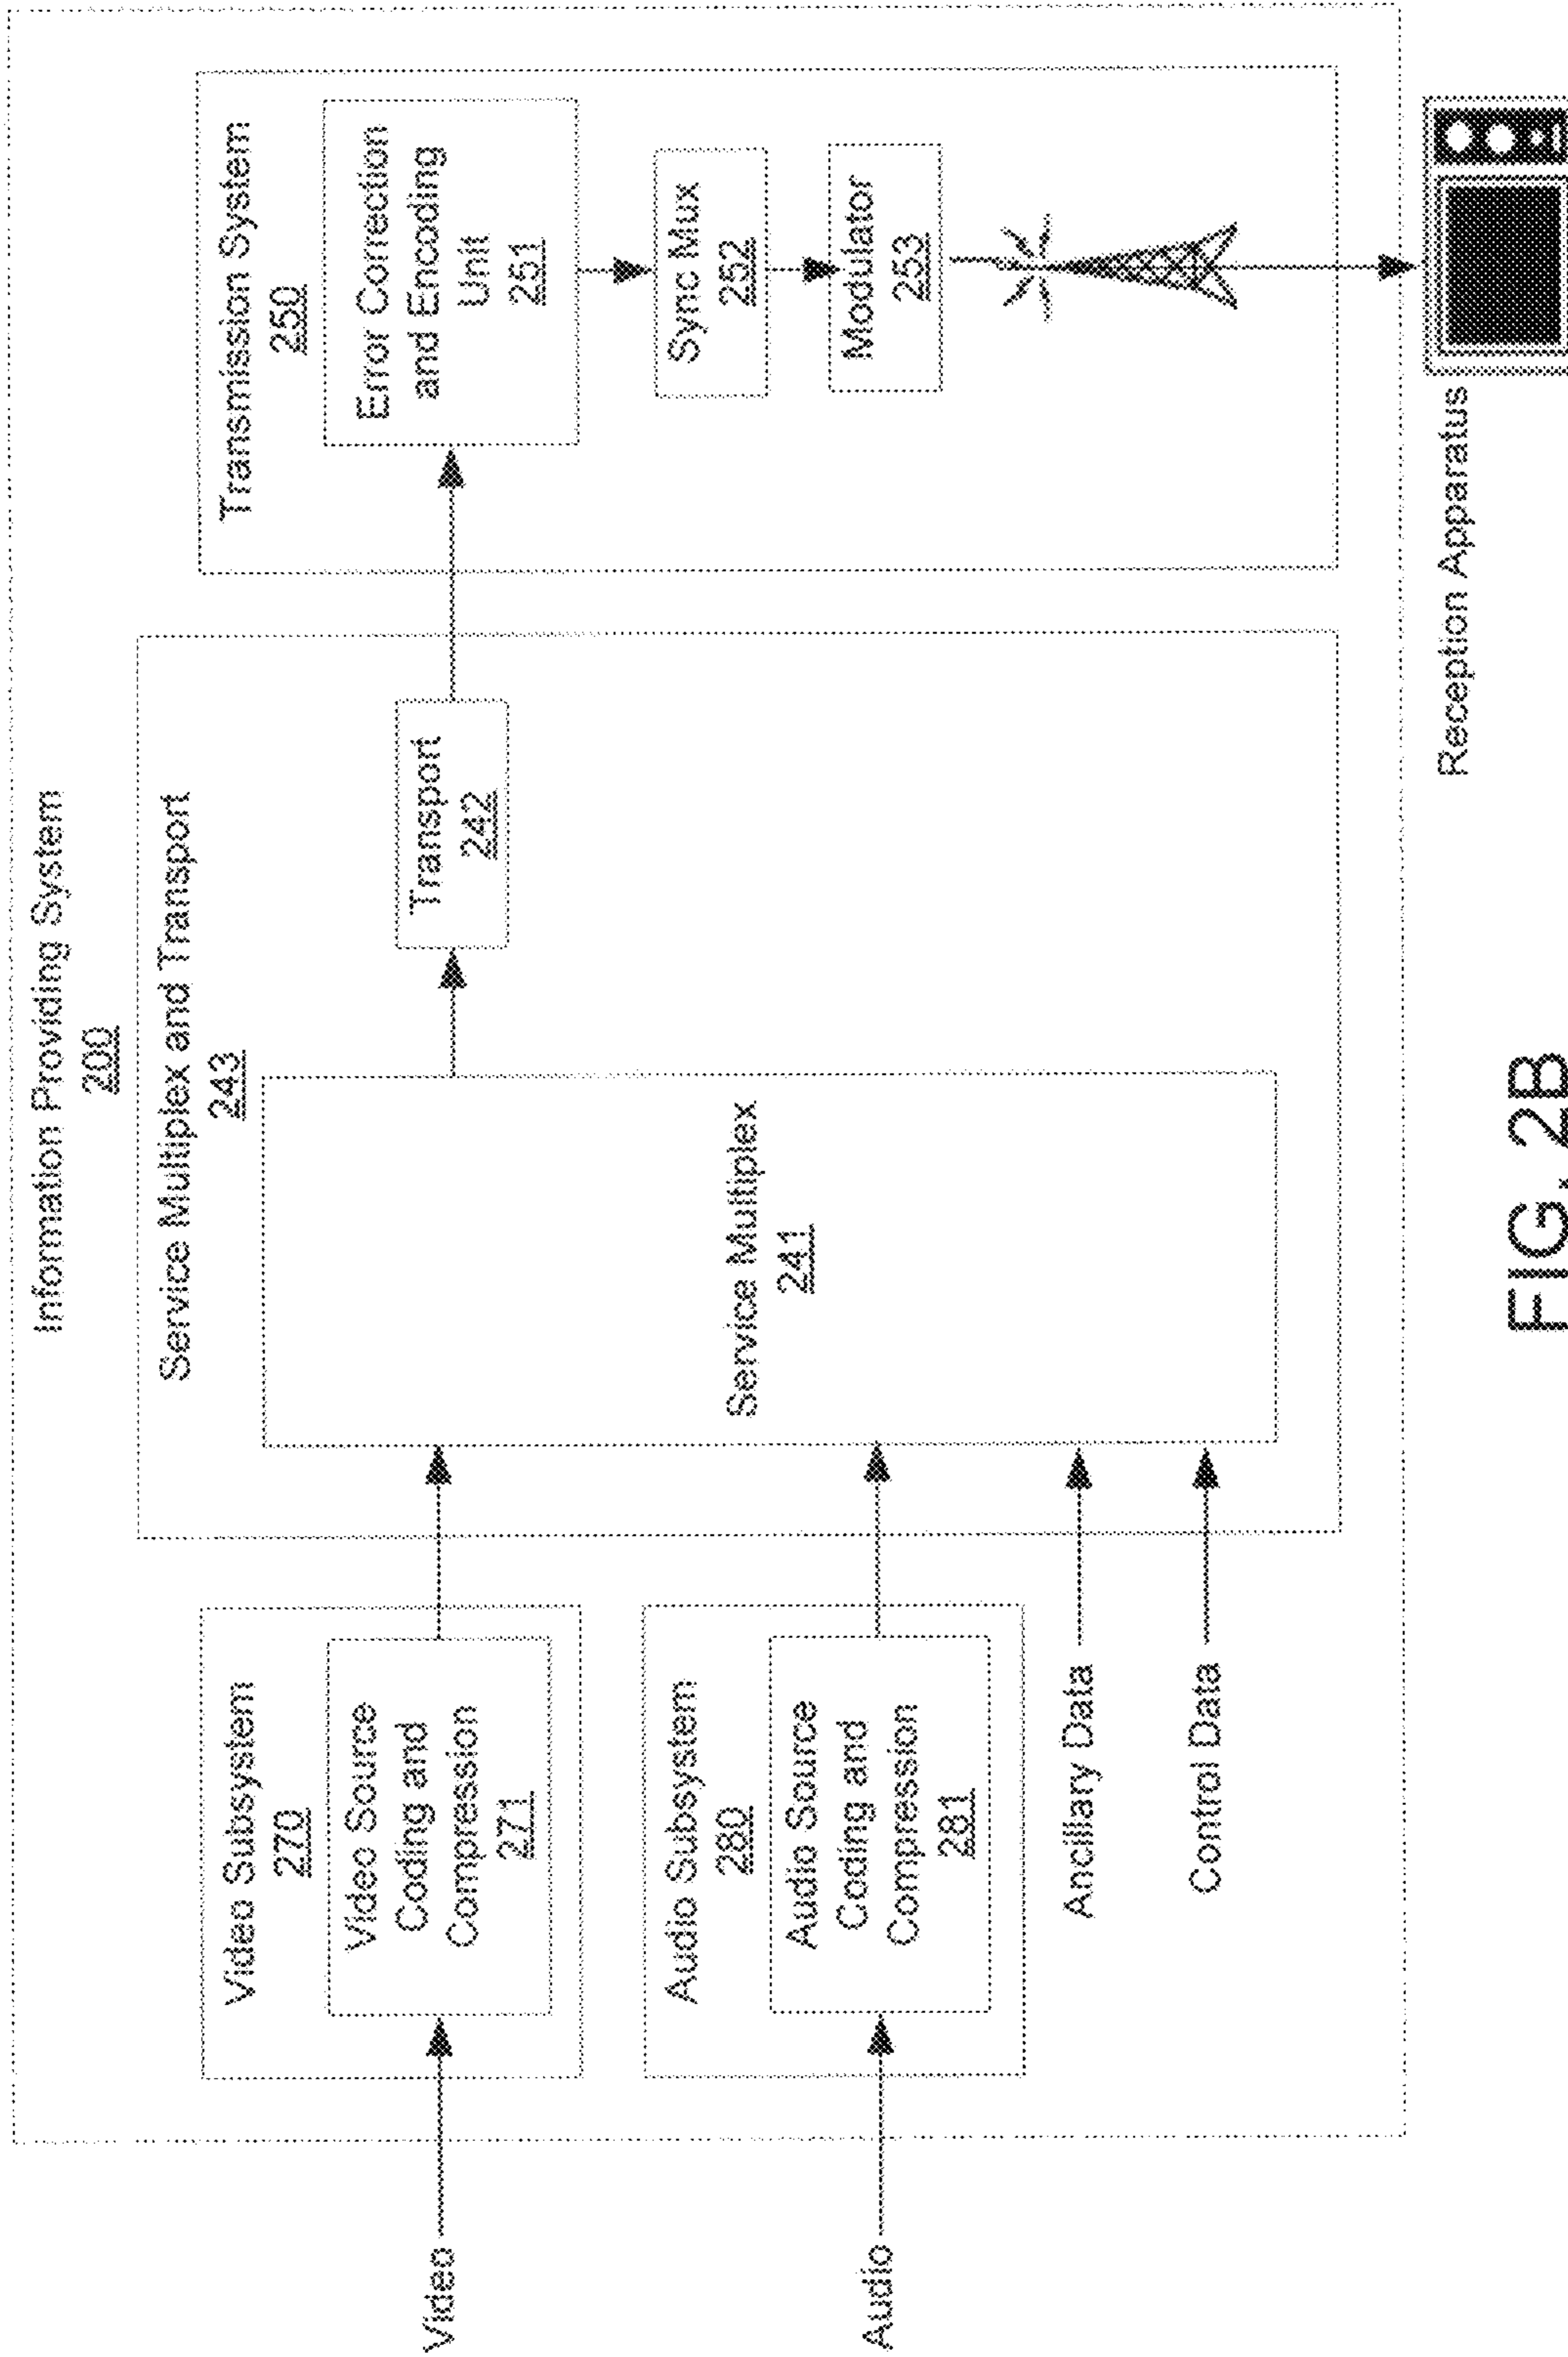 Information Providing System
200
Video
Video Subsystem
270
Video Source
Coding and
Compression
271
Audio
Audio Subsystem
280
Audio Source
Coding and
Compression
281
Ancillary Data
Control Data
Service Multiplex and Transport
243
Service Multiplex
241
Transport
242
Transmission System
250
Error Correction
and Encoding
Unit
251
Sync Mux
252
Modulator
253
Reception Apparatus
FIG. 2B